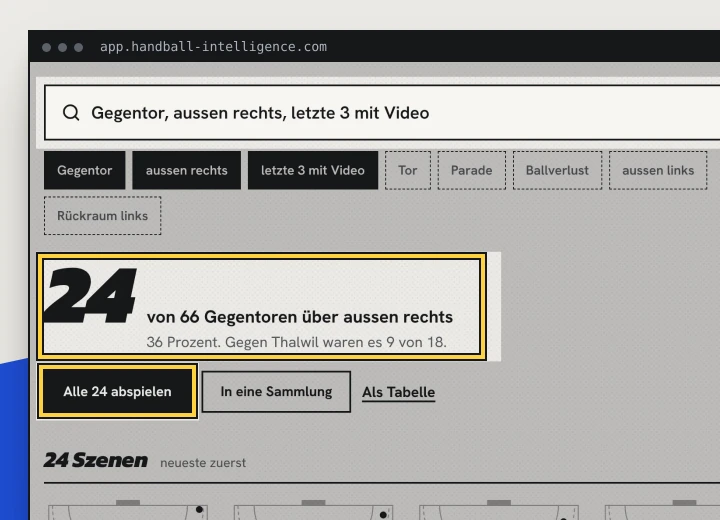 app.handball-intelligence.com
Gegentor, aussen rechts, letzte 3 mit Video
Gegentor aussen rechts letzte 3 mit Video Tor Parade Ballverlust aussen links
Rückraum links
24 von 66 Gegentoren über aussen rechts
36 Prozent. Gegen Thalwil waren es 9 von 18.
Alle 24 abspielen In eine Sammlung Als Tabelle
24 Szenen neueste zuerst